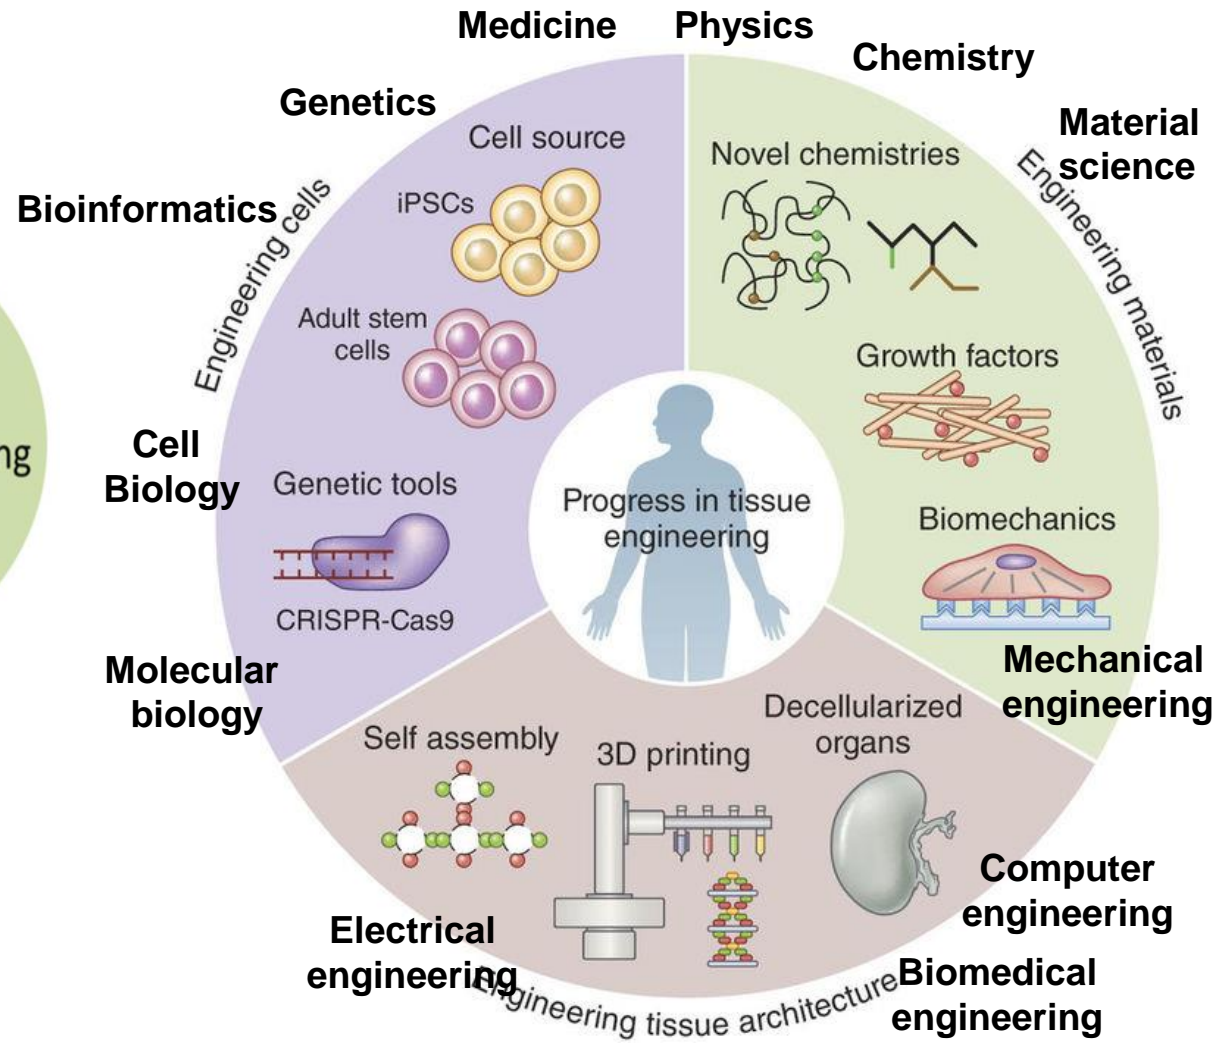 Medicine
Physics
Chemistry
Genetics
Material
science
Bioinformatics
Engineering cells
Cell source
iPSCs
Adult stem
cells
Cell
Biology
Genetic tools
CRISPR-Cas9
Molecular
biology
Novel chemistries
Engineering materials
Growth factors
Biomechanics
Mechanical
engineering
Progress in tissue
engineering
Self assembly
3D printing
Decellularized
organs
Electrical
engineering
Engineering tissue architecture
Computer
engineering
Biomedical
engineering
ng